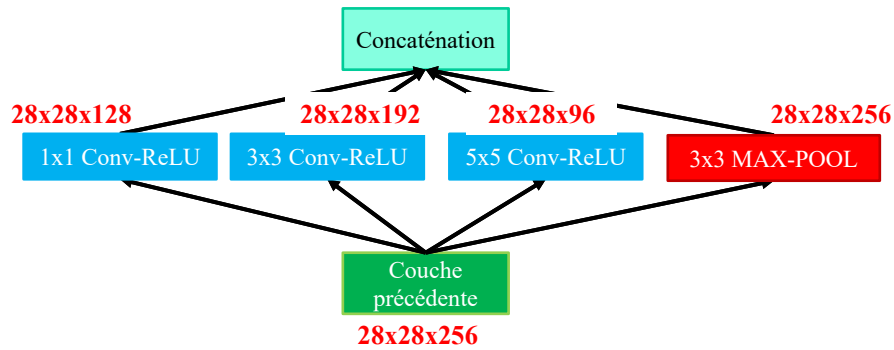 Concaténation
28x28x128
28x28x192
28x28x96
28x28x256
1x1 Conv-ReLU
3x3 Conv-ReLU
5x5 Conv-ReLU
3x3 MAX-POOL
Couche
précédente
28x28x256